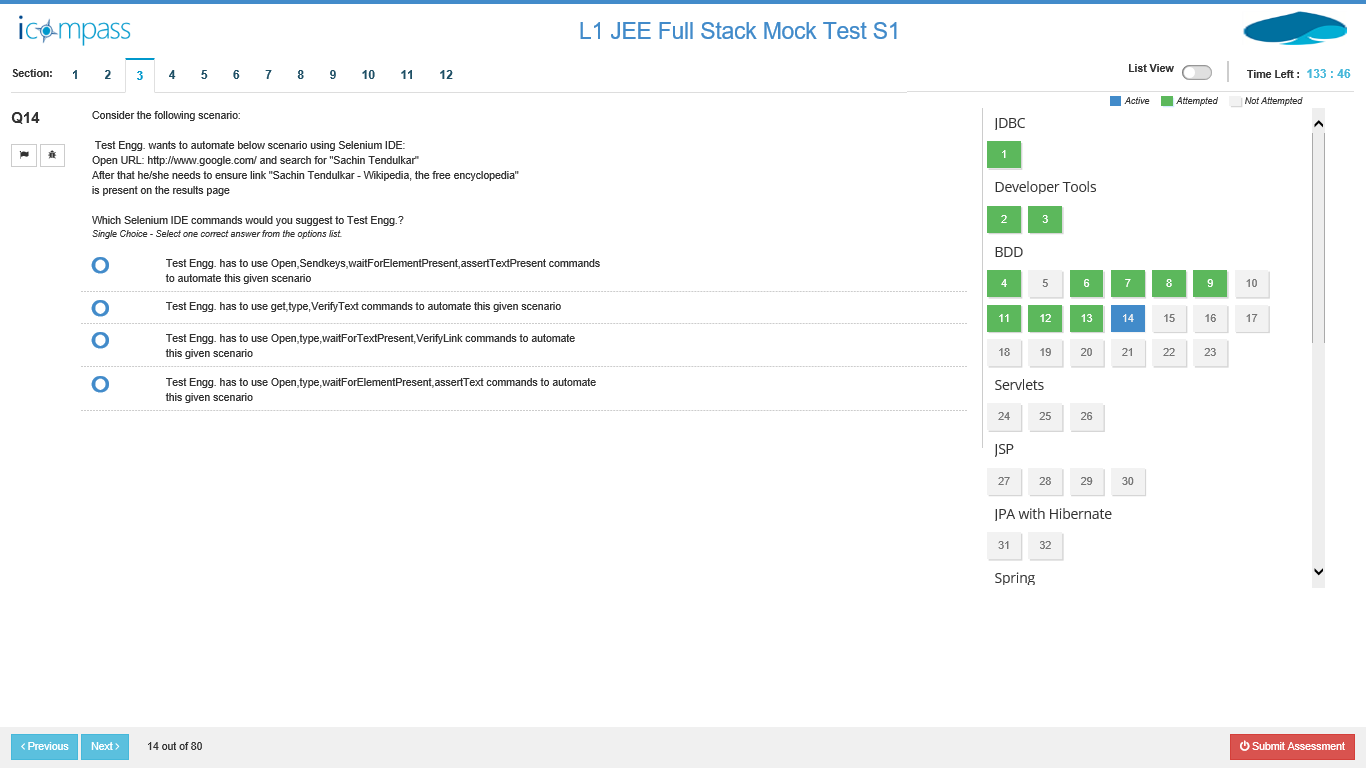 icompass
L1 JEE Full Stack Mock Test S1
Section: 1 2 3 4 5 6 7 8 9 10 11 12
List View
Time Left : 133 : 46
Active Attempted Not Attempted
Q14
Consider the following scenario:
Test Engg. wants to automate below scenario using Selenium IDE:
Open URL: http://www.google.com/ and search for "Sachin Tendulkar"
After that he/she needs to ensure link "Sachin Tendulkar - Wikipedia, the free encyclopedia"
is present on the results page
Which Selenium IDE commands would you suggest to Test Engg.?
Single Choice - Select one correct answer from the options list.
Test Engg. has to use Open,Sendkeys,waitForElementPresent,assertTextPresent commands
to automate this given scenario
Test Engg. has to use get,type,VerifyText commands to automate this given scenario
Test Engg. has to use Open,type,waitForTextPresent,VerifyLink commands to automate
this given scenario
Test Engg. has to use Open,type,waitForElementPresent,assertText commands to automate
this given scenario
JDBC
1
Developer Tools
2 3
BDD
4 5 6 7 8 9 10
11 12 13 14 15 16 17
18 19 20 21 22 23
Servlets
24 25 26
JSP
27 28 29 30
JPA with Hibernate
31 32
Spring
Previous Next 14 out of 80
Submit Assessment